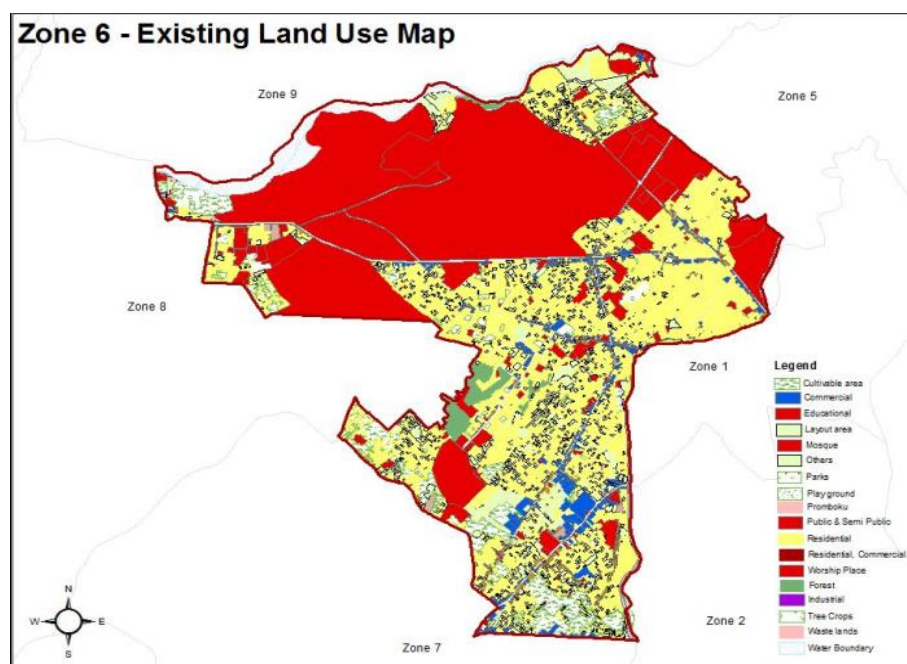 Zone 6 - Existing Land Use Map
Zone 9
Zone 5
Zone 8
Zone 1
Legend
Cultivable area
Commercial
Educational
Layout area
Mosque
Others
Parks
Play ground
Promboku
Public & Semi Public
Residential
Residential, Commercial
Worship Place
Forest
Industrial
Tree Crops
Waste lands
Water Boundary
N
W E
S
Zone 7
Zone 2